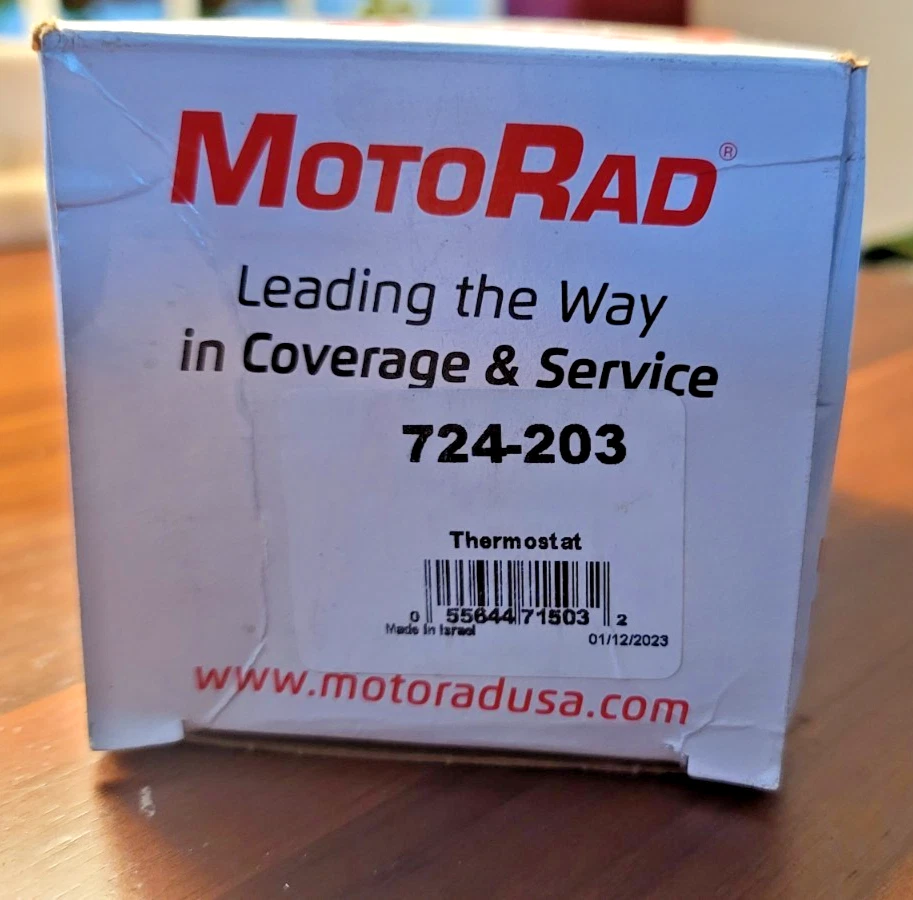 MOTORAD®
Leading the Way
in Coverage & Service
724-203
Thermostat
0 55644 71503 2
Made in Israel
01/12/2023
www.motoradusa.com